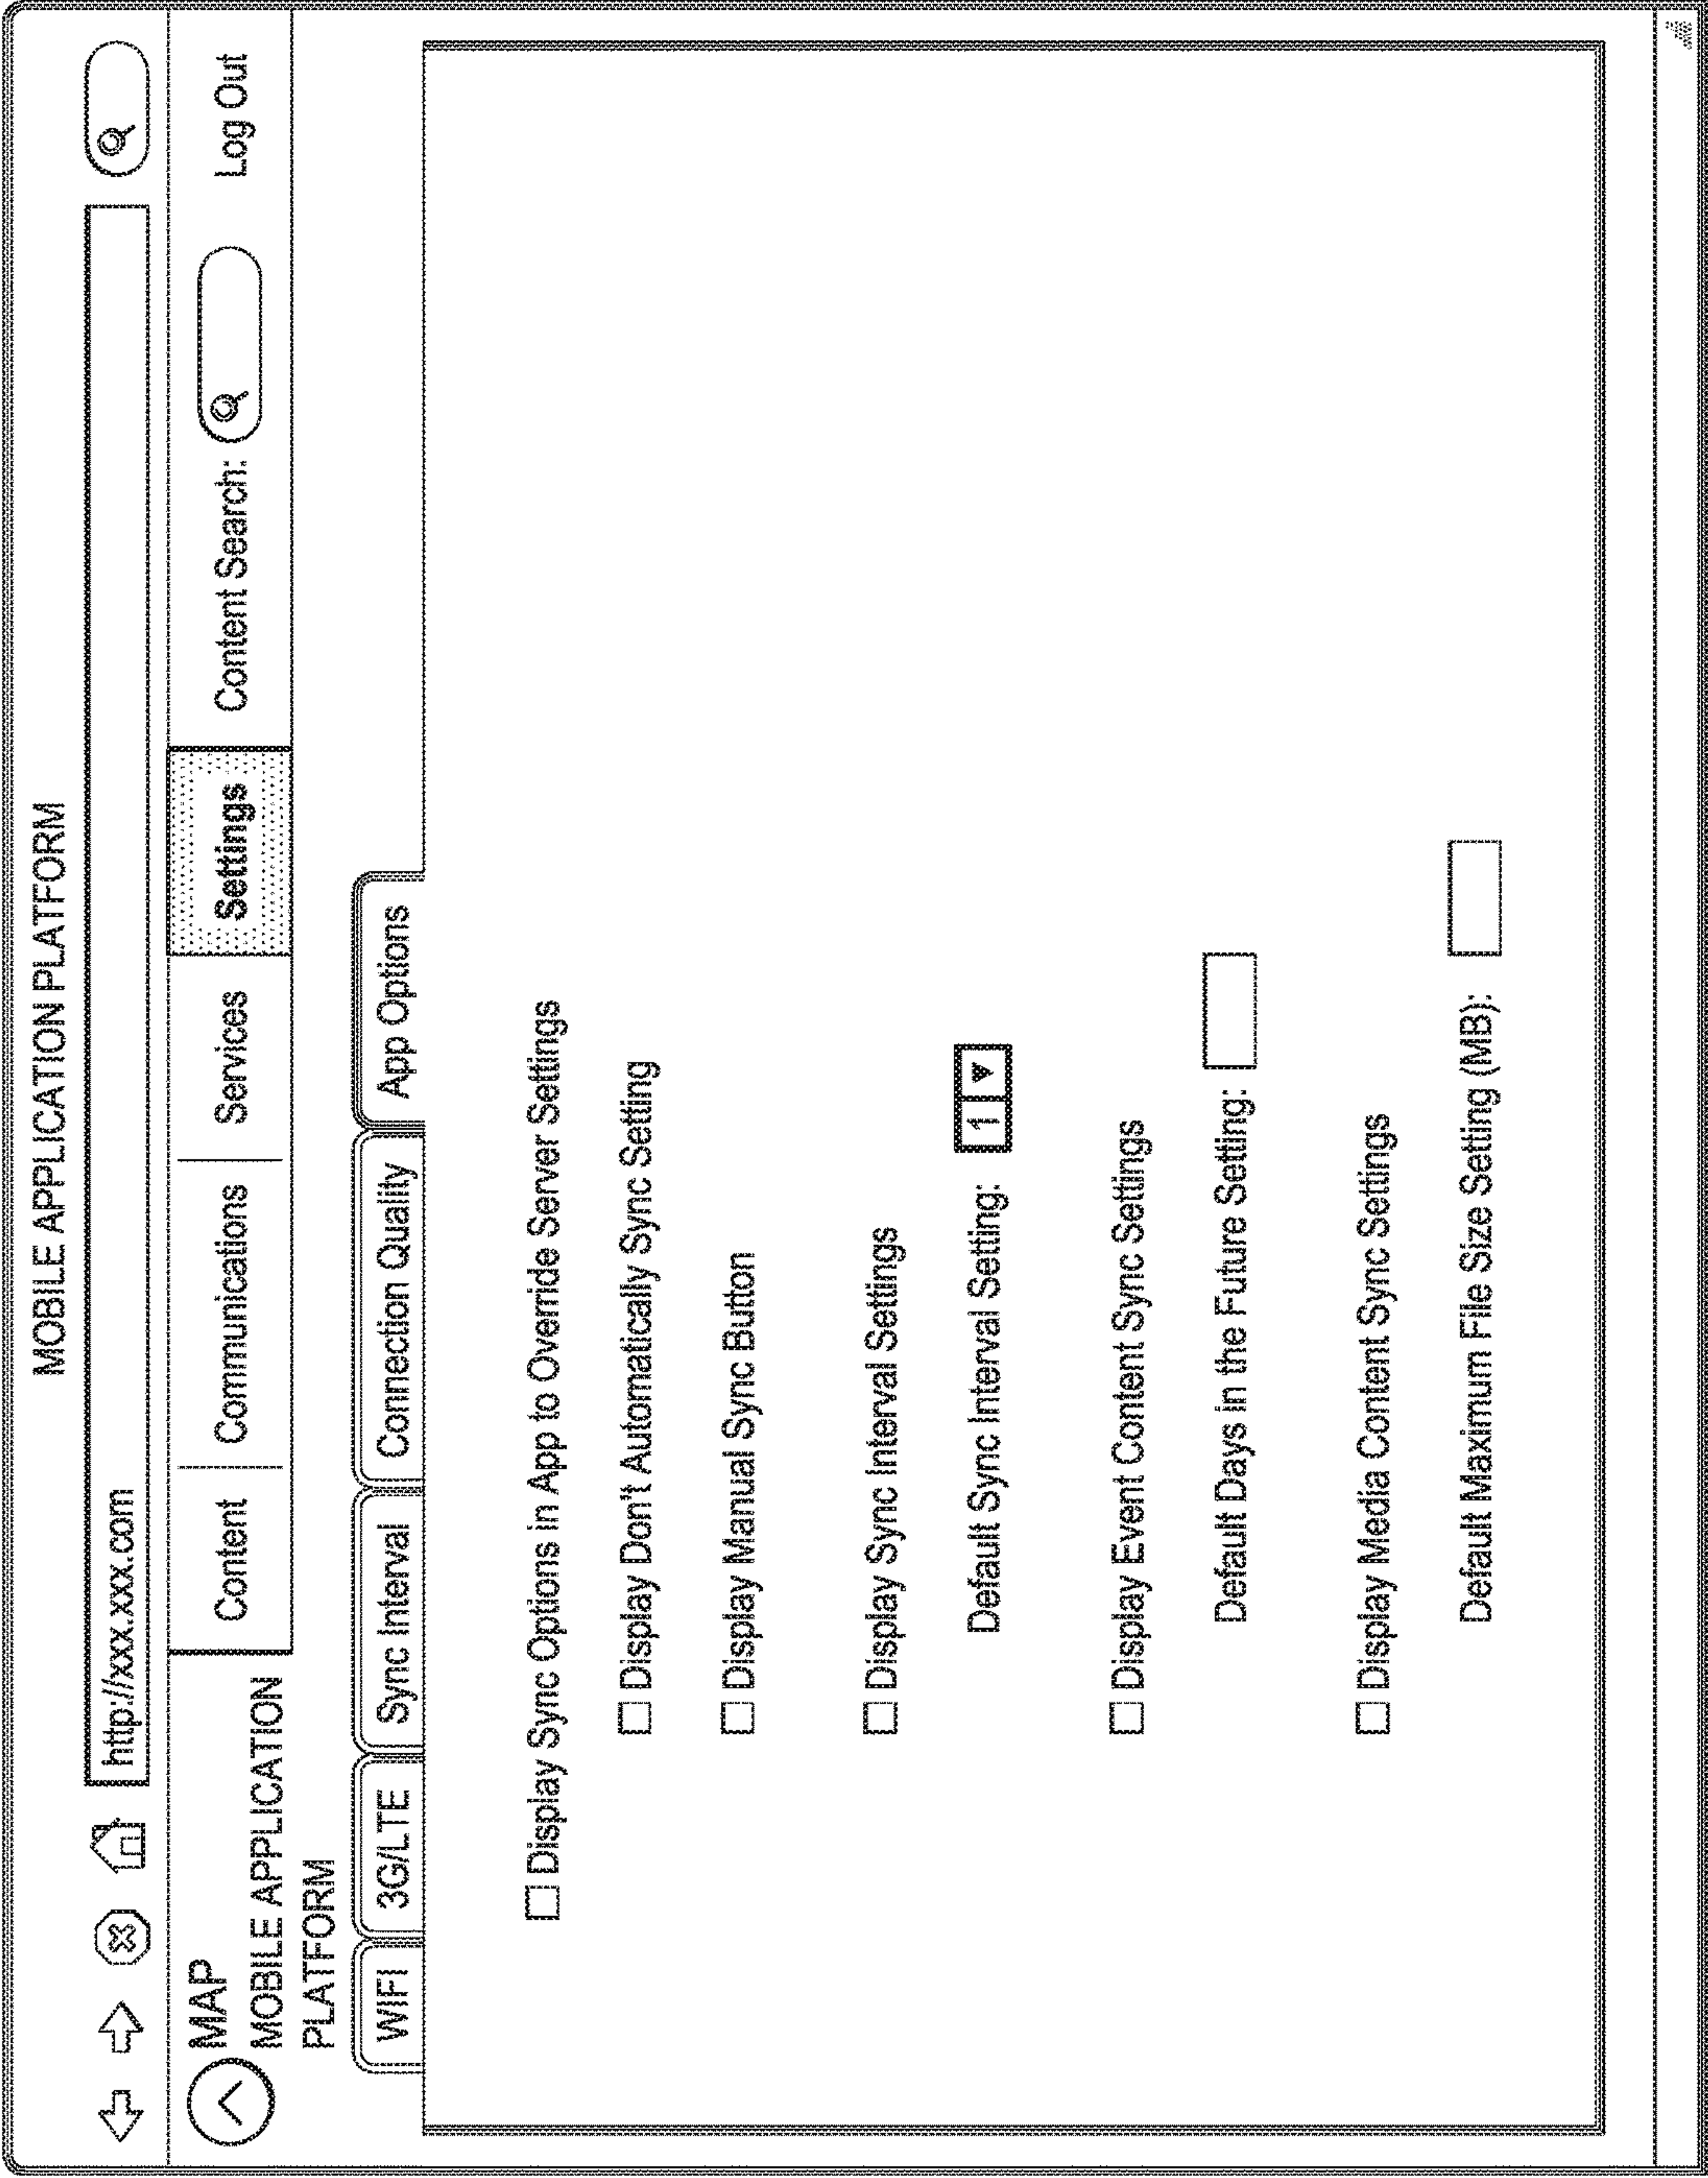 MOBILE APPLICATION PLATFORM
http://xxx.xxx.com
MAP
MOBILE APPLICATION
PLATFORM
Content
Communications
Services
Settings
Content Search:
Log Out
WIFI
3G/LTE
Sync Interval
Connection Quality
App Options
Display Sync Options in App to Override Server Settings
Display Don't Automatically Sync Setting
Display Manual Sync Button
Display Sync Interval Settings
Default Sync Interval Setting: 1
Display Event Content Sync Settings
Default Days in the Future Setting:
Display Media Content Sync Settings
Default Maximum File Size Setting (MB):